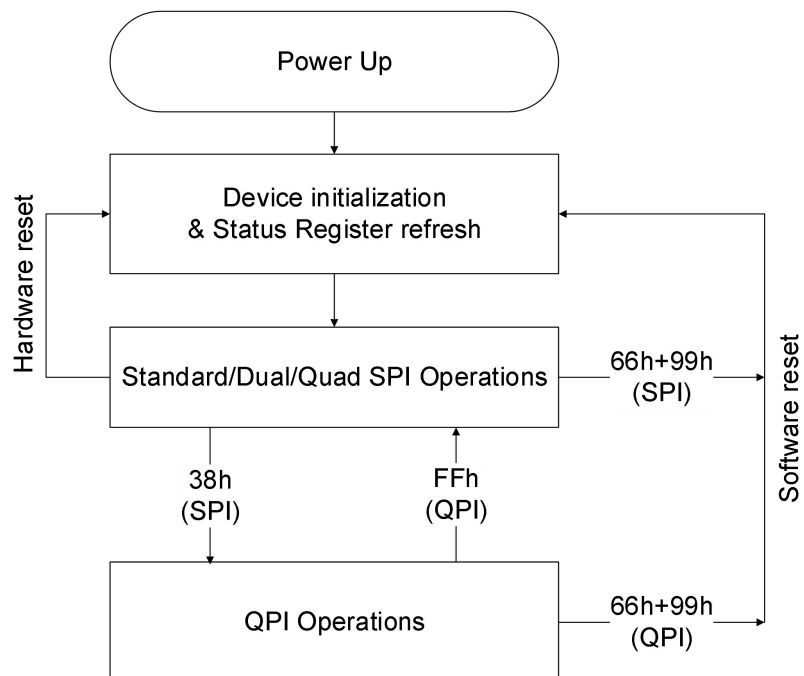 Power Up
Device initialization
& Status Register refresh
Hardware reset
Standard/Dual/Quad SPI Operations
66h+99h
(SPI)
Software reset
38h
(SPI)
FFh
(QPI)
QPI Operations
66h+99h
(QPI)